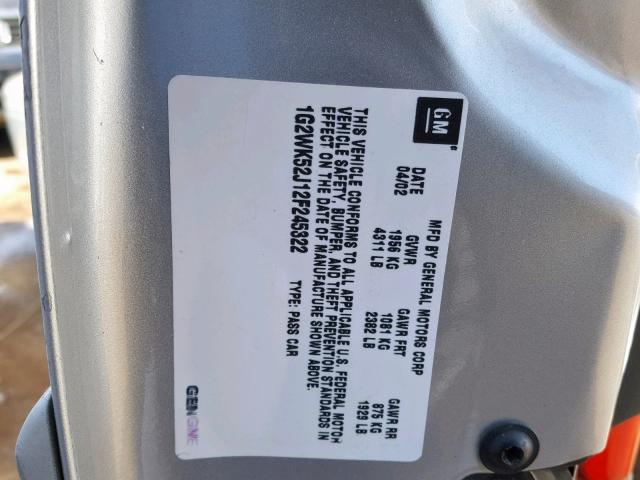 GM
MFD BY GENERAL MOTORS CORP
DATE GVWR GAWR FRT GAWR RR
04/02 1956 KG 1081 KG 875 KG
4311 LB 2382 LB 1929 LB
THIS VEHICLE CONFORMS TO ALL APPLICABLE U.S. FEDERAL MOTOR
VEHICLE SAFETY, BUMPER, AND THEFT PREVENTION STANDARDS IN
EFFECT ON THE DATE OF MANUFACTURE SHOWN ABOVE.
1G2WK52J12F245322 TYPE: PASS CAR